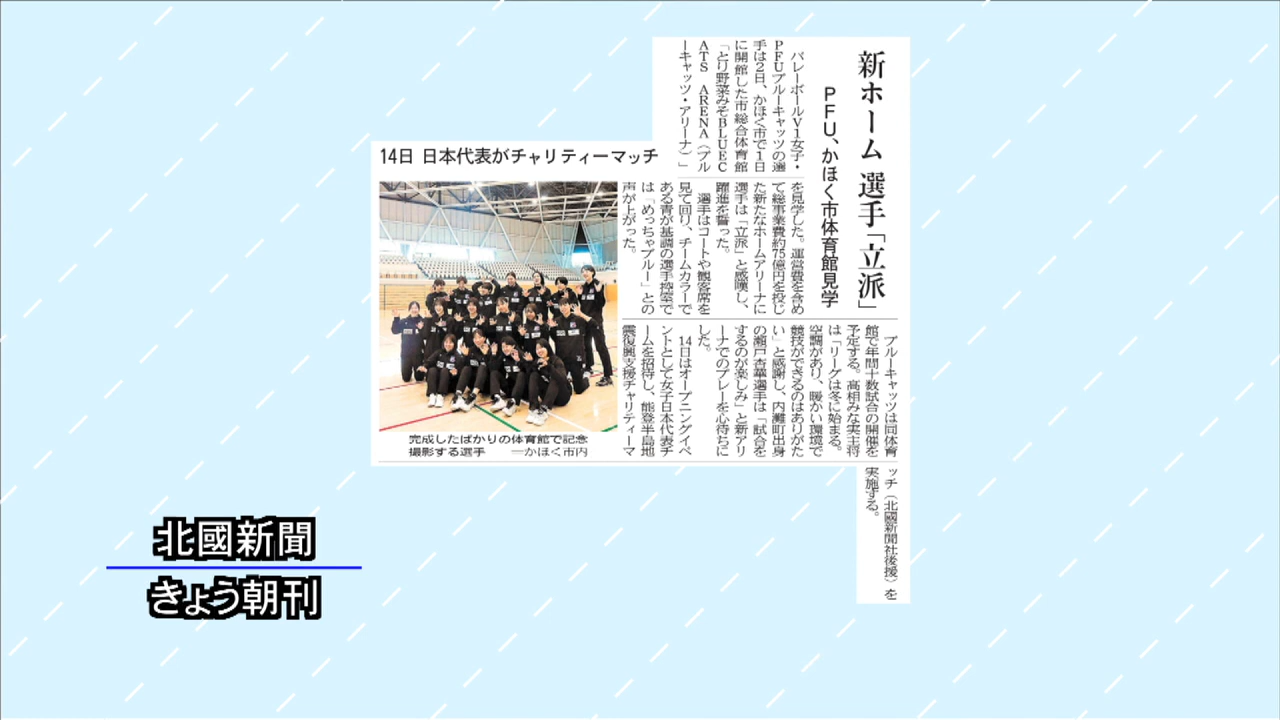 新ホーム 選手「立派」
PFU、かほく市体育館見学
バレーボールV1女子・
PFUブルーキャッツの選
手は2日、かほく市で1日
に開館した市総合体育館
「とり野菜みそBLUEC
ATS ARENA(ブル
ーキャッツ・アリーナ)」
を見学した。運営費を含め
て総事業費約75億円を投じ
た新たなホームアリーナに
選手は「立派」と感嘆し、
躍進を誓った。
選手はコートや観客席を
見て回り、チームカラーで
ある青が基調の選手控室で
は「めっちゃブルー」との
声が上がった。
ブルーキャッツは同体育
館で年間十数試合の開催を
予定する。高相みな実主将
は「リーグは冬に始まる。
空調があり、暖かい環境で
競技ができるのはありがた
い」と感謝し、内灘町出身
の瀬戸杏華選手は「試合を
するのが楽しみ」と新アリ
ーナでのプレーを心待ちに
した。
14日はオープニングイベ
ントとして女子日本代表チ
ームを招待し、能登半島地
震復興支援チャリティーマ
ッチ(北國新聞社後援)を
実施する。
14日 日本代表がチャリティーマッチ
完成したばかりの体育館で記念
撮影する選手 =かほく市内
北國新聞
きょう朝刊